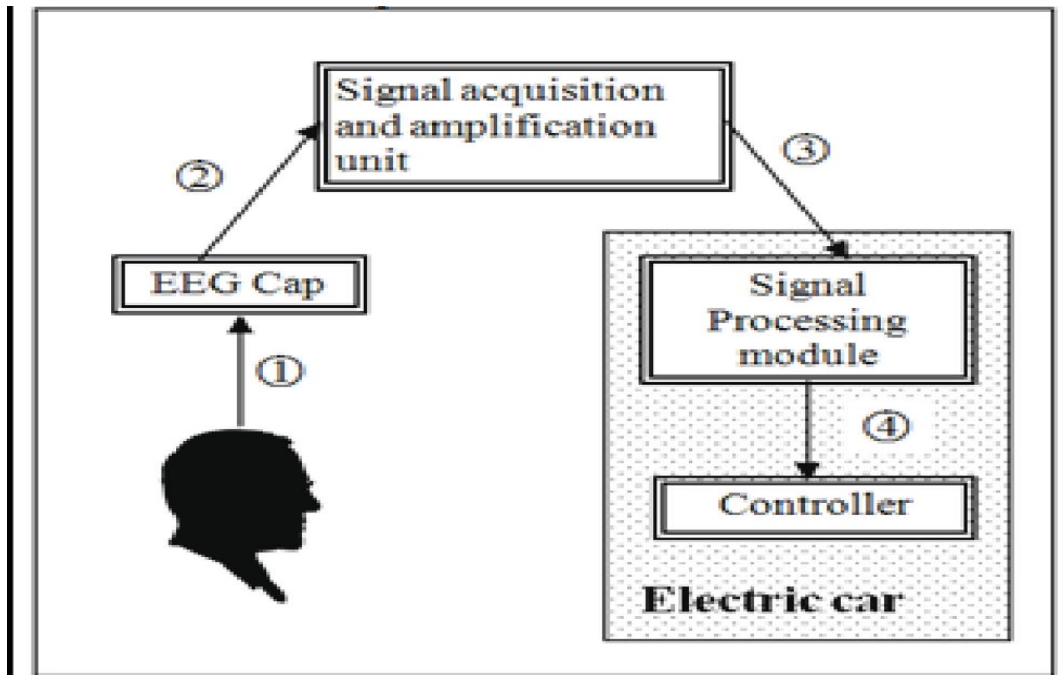 Signal acquisition
and amplification
unit
②
③
EEG Cap
Signal
Processing
module
①
④
Controller
Electric car